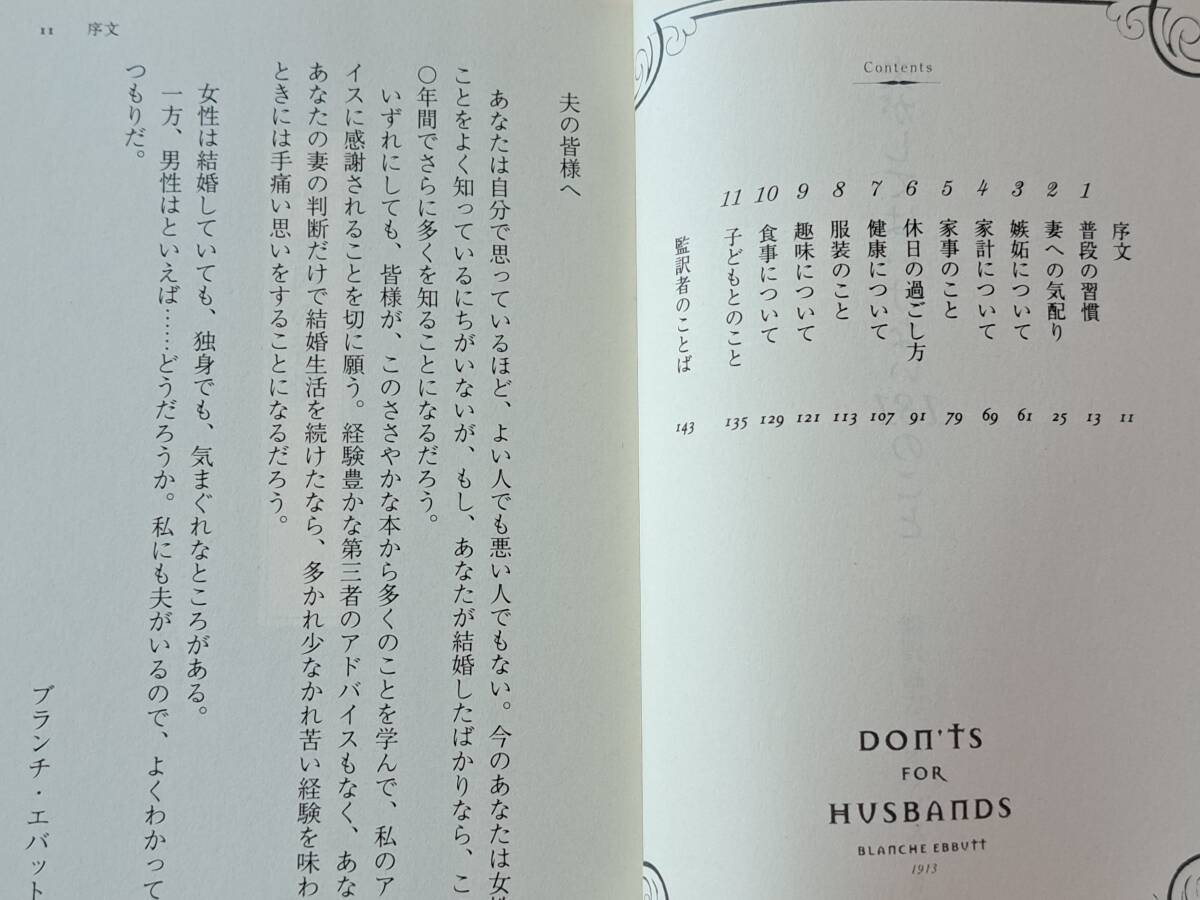 Contents
序文 11
1 普段の習慣 13
2 妻への気配り 25
3 嫉妬について 61
4 家計について 69
5 家事のこと 79
6 休日の過ごし方 91
7 健康について 107
8 服装のこと 113
9 趣味について 121
10 食事について 129
11 子どもとのこと 135
監訳者のことば 143
DON'TS
FOR
HUSBANDS
BLANCHE EBBUTT
1913
11 序文
夫の皆様へ
あなたは自分で思っているほど、よい人でも悪い人でもない。今のあなたは女性
ことをよく知っているにちがいないが、もし、あなたが結婚したばかりなら、こ
〇年間でさらに多くを知ることになるだろう。
いずれにしても、皆様が、このささやかな本から多くのことを学んで、私のア
イスに感謝されることを切に願う。経験豊かな第三者のアドバイスもなく、あな
あなたの妻の判断だけで結婚生活を続けたなら、多かれ少なかれ苦い経験を味わ
ときには手痛い思いをすることになるだろう。
女性は結婚していても、独身でも、気まぐれなところがある。
一方、男性はといえば……どうだろうか。私にも夫がいるので、よくわかって
つもりだ。
ブランチ・エバット